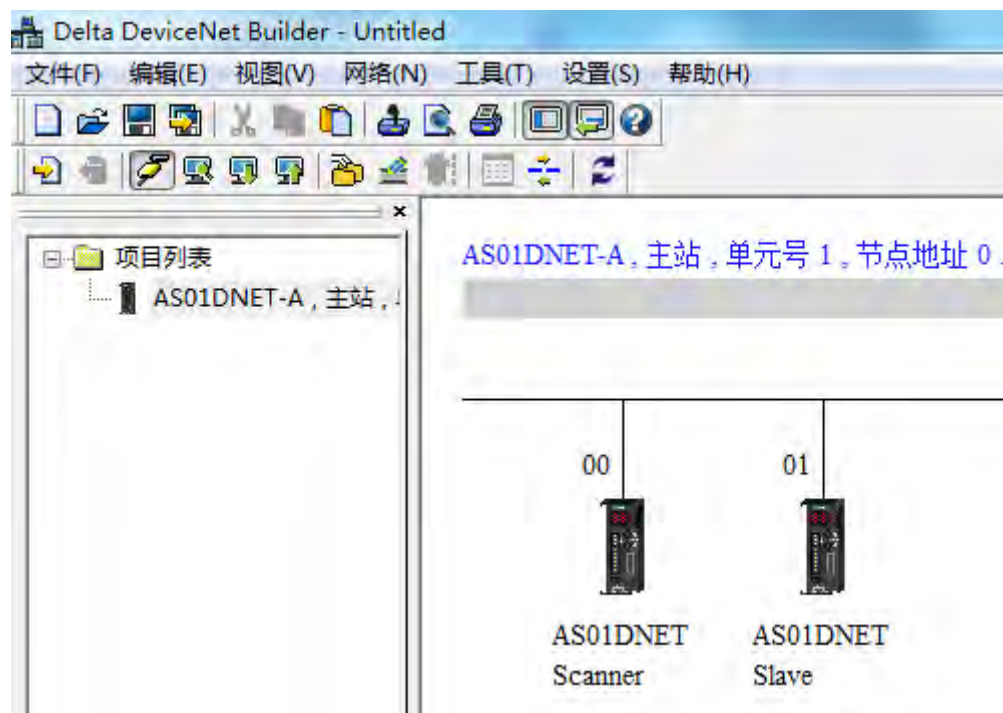 Delta DeviceNet Builder - Untitled
文件(F) 编辑(E) 视图(V) 网络(N) 工具(T) 设置(S) 帮助(H)
项目列表
AS01DNET-A , 主站 ,
AS01DNET-A , 主站 , 单元号 1 , 节点地址 0
00
01
AS01DNET
Scanner
AS01DNET
Slave